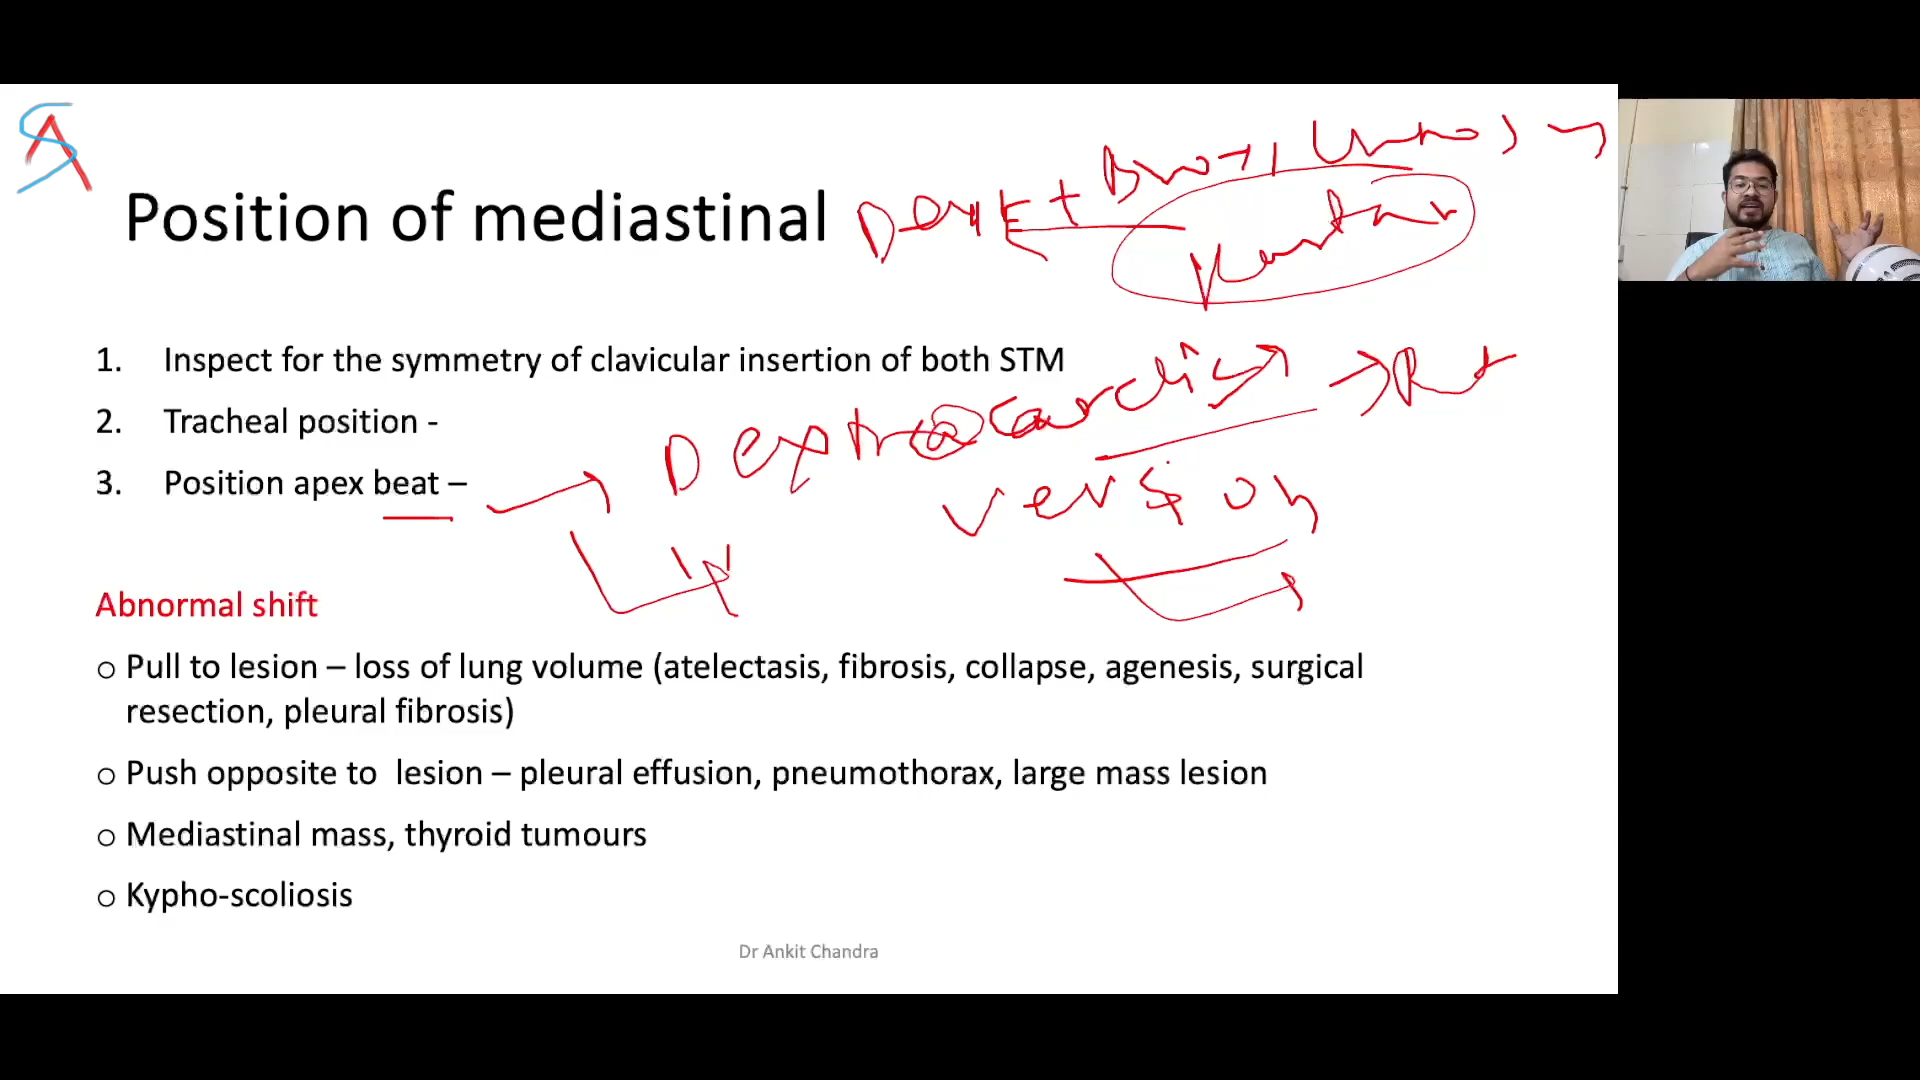 Position of mediastinal
1. Inspect for the symmetry of clavicular insertion of both STM
2. Tracheal position -
3. Position apex beat –
Dextrocardia → Rt
version
Abnormal shift
o Pull to lesion – loss of lung volume (atelectasis, fibrosis, collapse, agenesis, surgical
resection, pleural fibrosis)
o Push opposite to lesion – pleural effusion, pneumothorax, large mass lesion
o Mediastinal mass, thyroid tumours
o Kypho-scoliosis
Dr Ankit Chandra